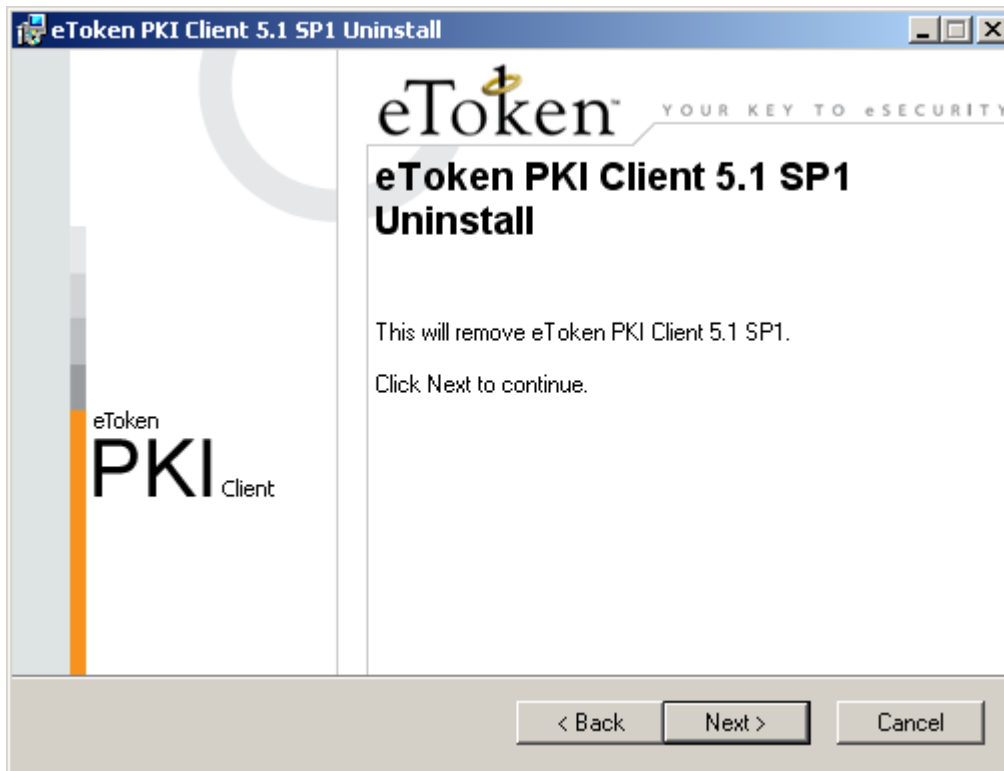 eToken PKI Client 5.1 SP1 Uninstall
eToken™ YOUR KEY TO eSECURITY
eToken PKI Client 5.1 SP1
Uninstall
This will remove eToken PKI Client 5.1 SP1.
Click Next to continue.
eToken
PKI Client
< Back
Next >
Cancel